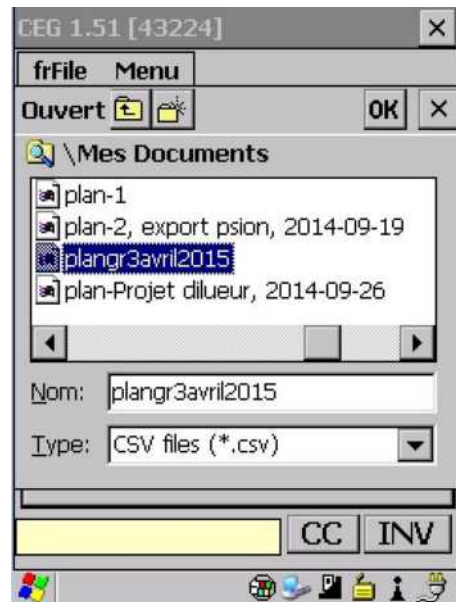 CEG 1.51 [43224]
frFile Menu
Ouvert OK
\Mes Documents
plan-1
plan-2, export psion, 2014-09-19
plangr3avril2015
plan-Projet dilueur, 2014-09-26
Nom: plangr3avril2015
Type: CSV files (*.csv)
CC INV